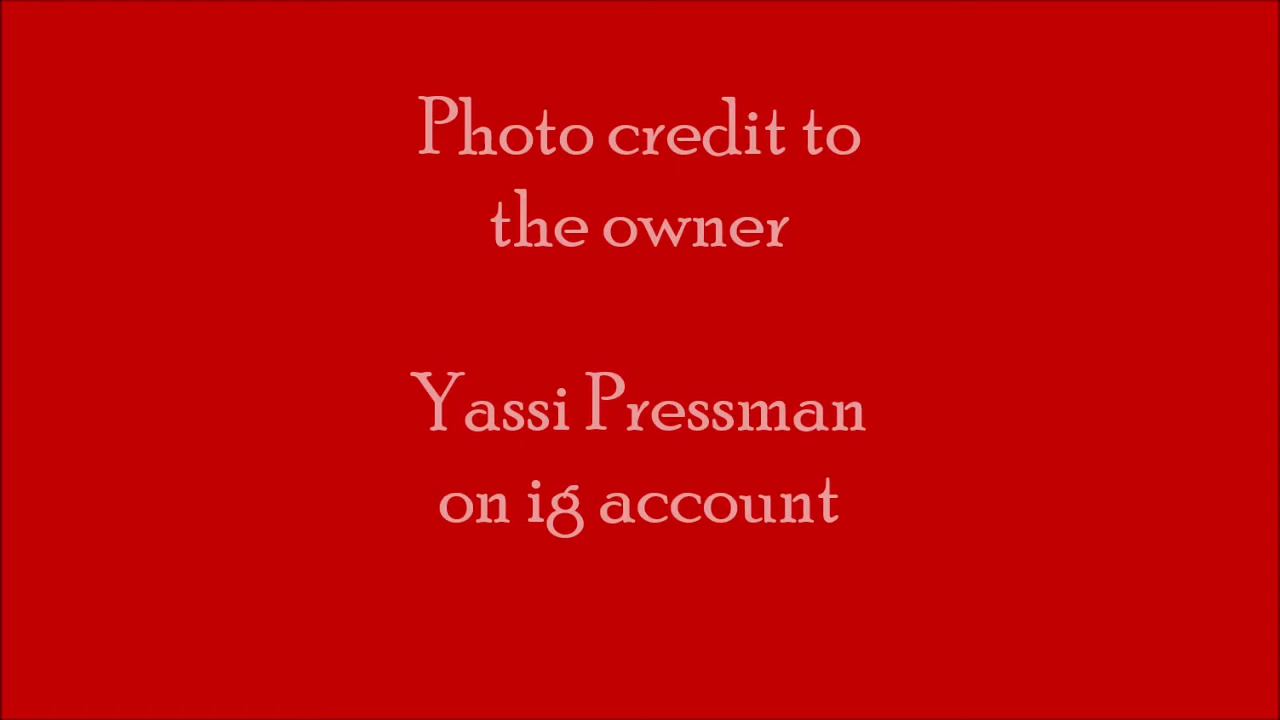 Photo credit to
the owner
Yassi Pressman
on ig account